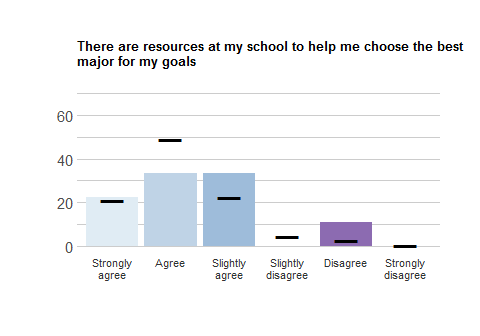 There are resources at my school to help me choose the best
major for my goals
60
40
20
0
Strongly
agree
Agree
Slightly
agree
Slightly
disagree
Disagree
Strongly
disagree